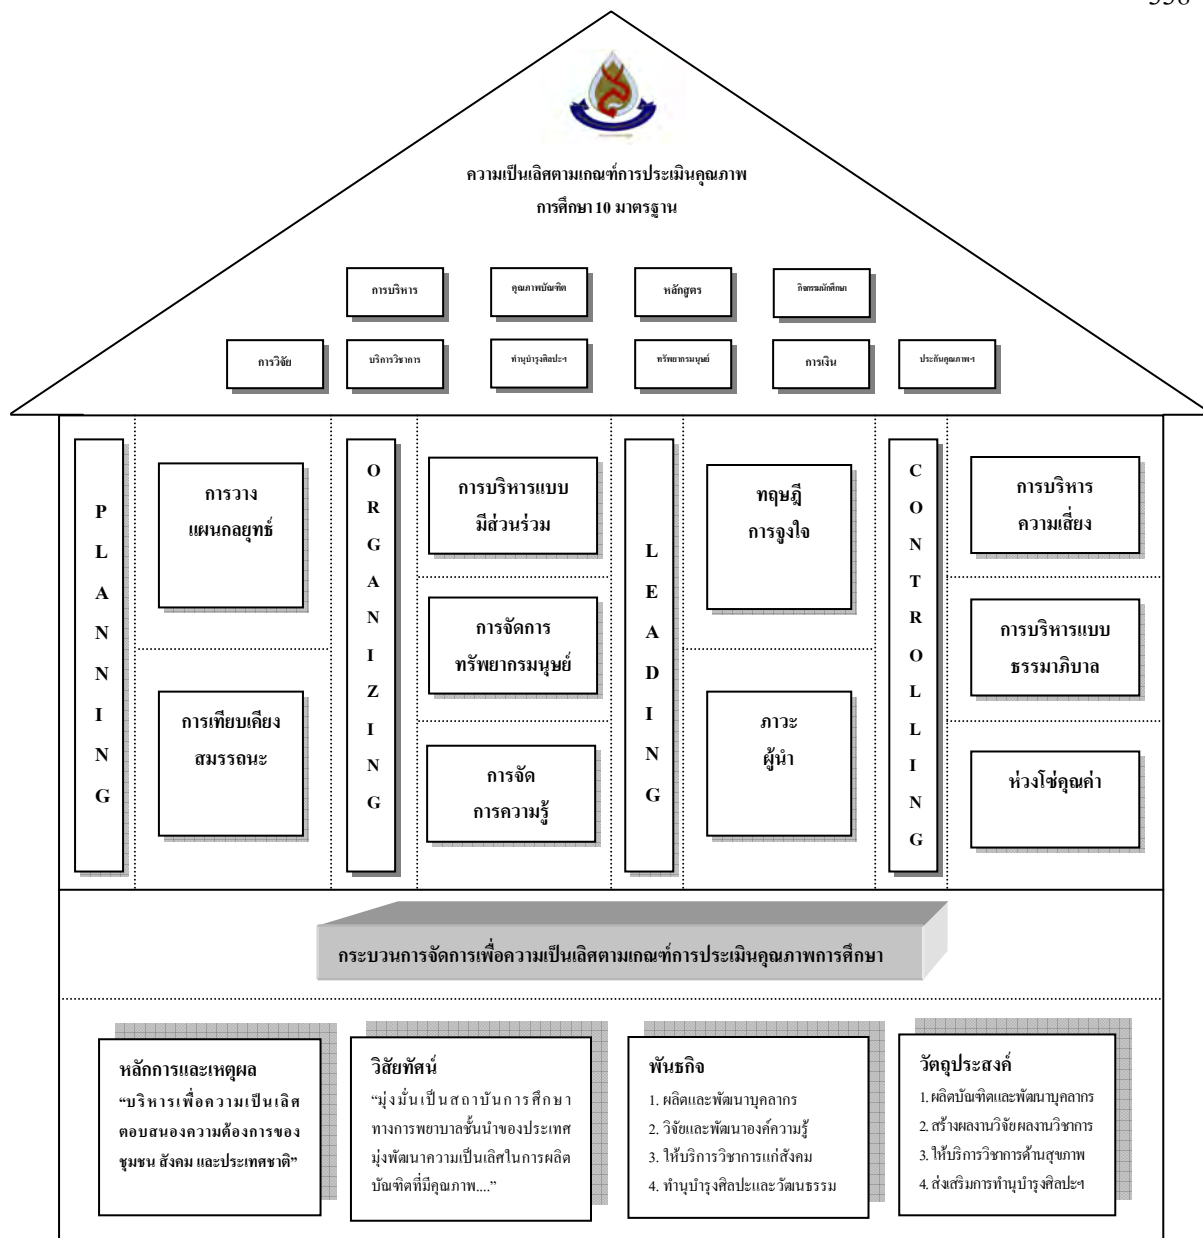 ความเป็นเลิศตามเกณฑ์การประเมินคุณภาพ
การศึกษา 10 มาตรฐาน
การบริหาร
คุณภาพบัณฑิต
หลักสูตร
กิจกรรมนักศึกษา
การวิจัย
บริการวิชาการ
ทำนุบำรุงศิลปะฯ
ทรัพยากรมนุษย์
การเงิน
ประกันคุณภาพฯ
PLANNING
การวาง
แผนกลยุทธ์
การเทียบเคียง
สมรรถนะ
ORGANIZING
การบริหารแบบ
มีส่วนร่วม
การจัดการ
ทรัพยากรมนุษย์
การจัด
การความรู้
LEADING
ทฤษฎี
การจูงใจ
ภาวะ
ผู้นำ
CONTROLLING
การบริหาร
ความเสี่ยง
การบริหารแบบ
ธรรมาภิบาล
ห่วงโซ่คุณค่า
กระบวนการจัดการเพื่อความเป็นเลิศตามเกณฑ์การประเมินคุณภาพการศึกษา
หลักการและเหตุผล
“บริหารเพื่อความเป็นเลิศ
ตอบสนองความต้องการของ
ชุมชน สังคม และประเทศชาติ”
วิสัยทัศน์
“มุ่งมั่นเป็นสถาบันการศึกษา
ทางการพยาบาลชั้นนำของประเทศ
มุ่งพัฒนาความเป็นเลิศในการผลิต
บัณฑิตที่มีคุณภาพ....”
พันธกิจ
1. ผลิตและพัฒนาบุคลากร
2. วิจัยและพัฒนาองค์ความรู้
3. ให้บริการวิชาการแก่สังคม
4. ทำนุบำรุงศิลปะและวัฒนธรรม
วัตถุประสงค์
1. ผลิตบัณฑิตและพัฒนาบุคลากร
2. สร้างผลงานวิจัยผลงานวิชาการ
3. ให้บริการวิชาการด้านสุขภาพ
4. ส่งเสริมการทำนุบำรุงศิลปะฯ